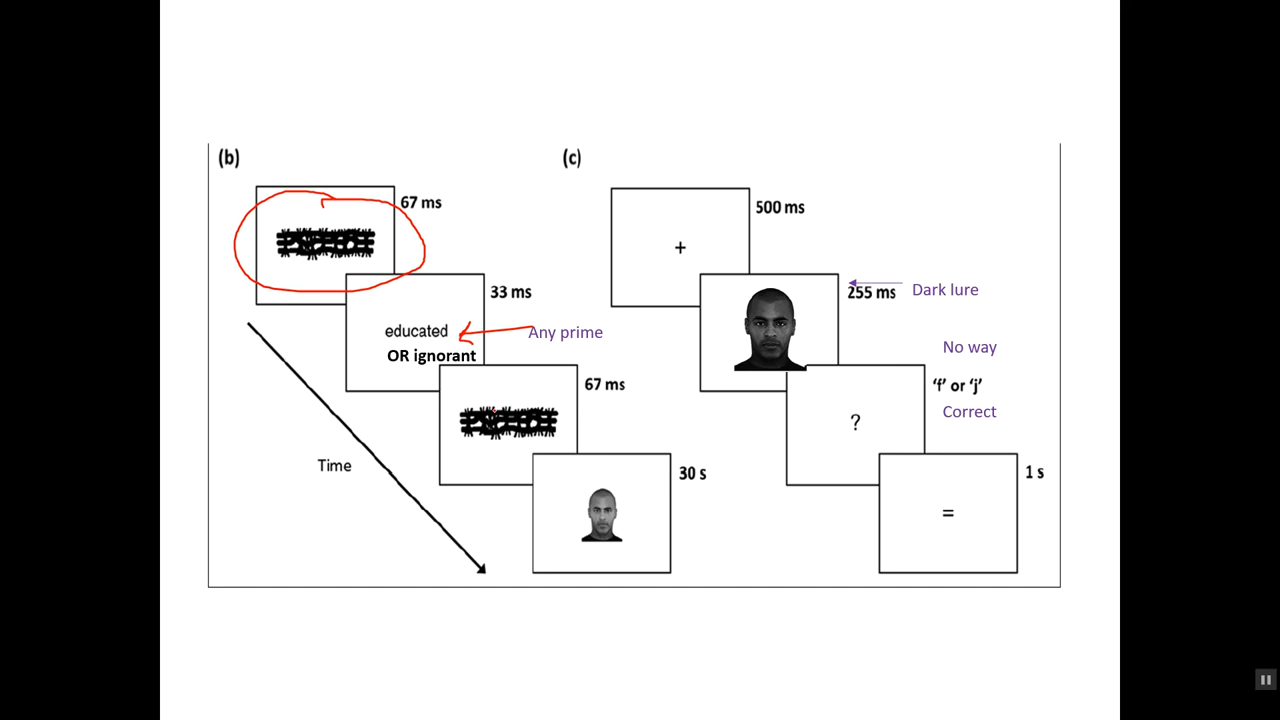 (b)
67 ms
33 ms
educated
OR ignorant
Any prime
67 ms
Time
30 s
(c)
500 ms
+
255 ms
Dark lure
No way
‘f’ or ‘j’
Correct
?
1 s
=